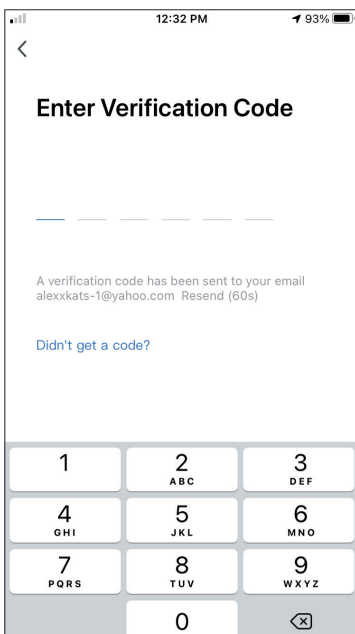 12:32 PM 93%
Enter Verification Code
A verification code has been sent to your email
alexxkats-1@yahoo.com Resend (60s)
Didn't get a code?
1 2 3
ABC DEF
4 5 6
GHI JKL MNO
7 8 9
PQRS TUV WXYZ
0